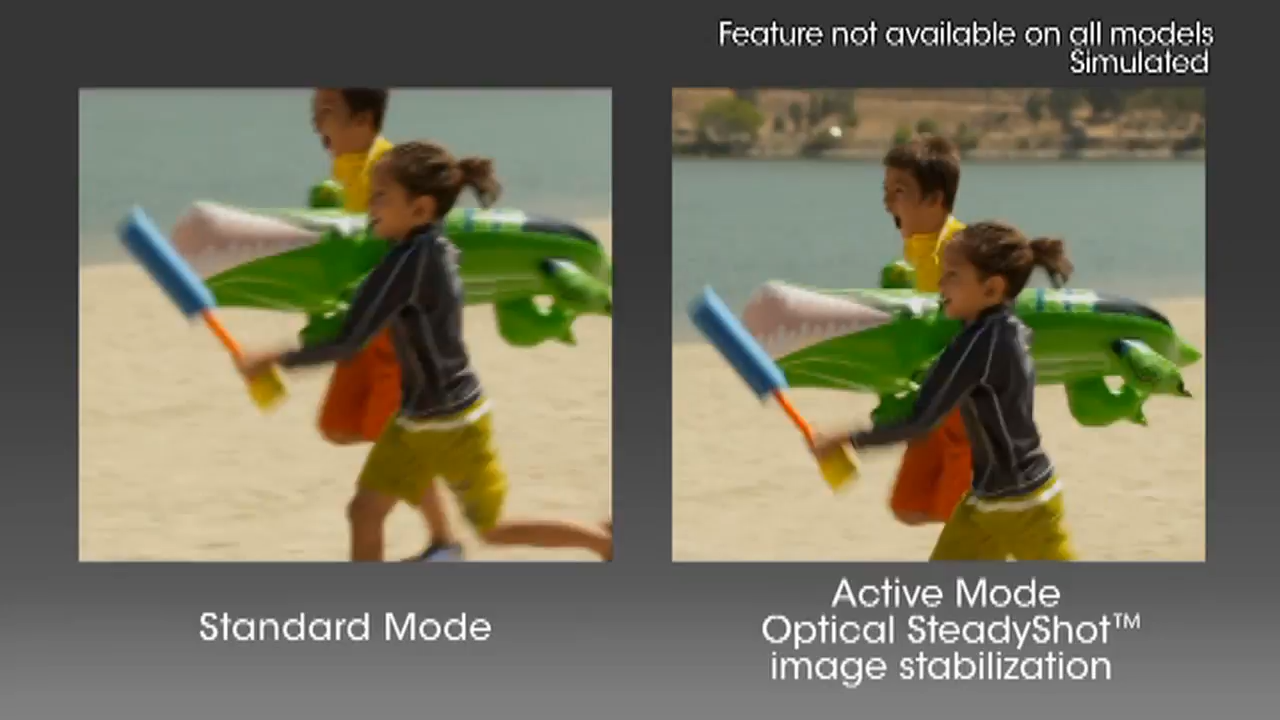 Feature not available on all models
Simulated
Standard Mode
Active Mode
Optical SteadyShot™
image stabilization